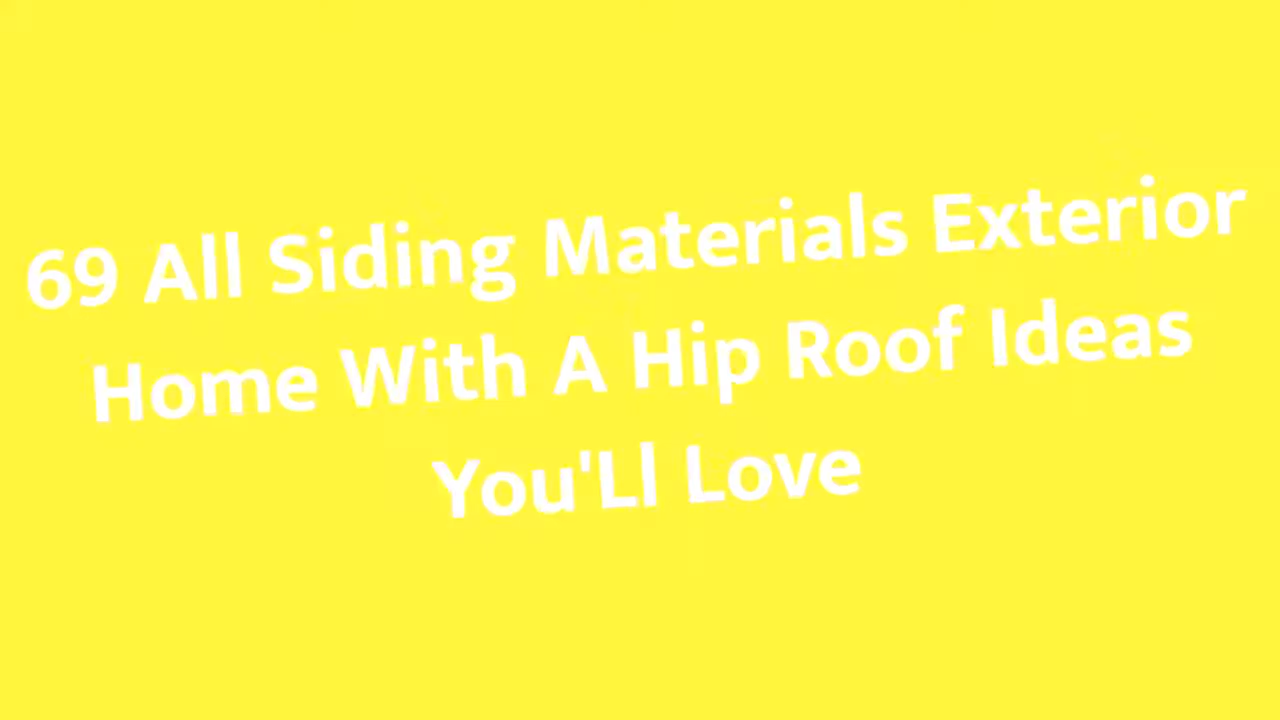 69 All Siding Materials Exterior
Home With A Hip Roof Ideas
You'Ll Love